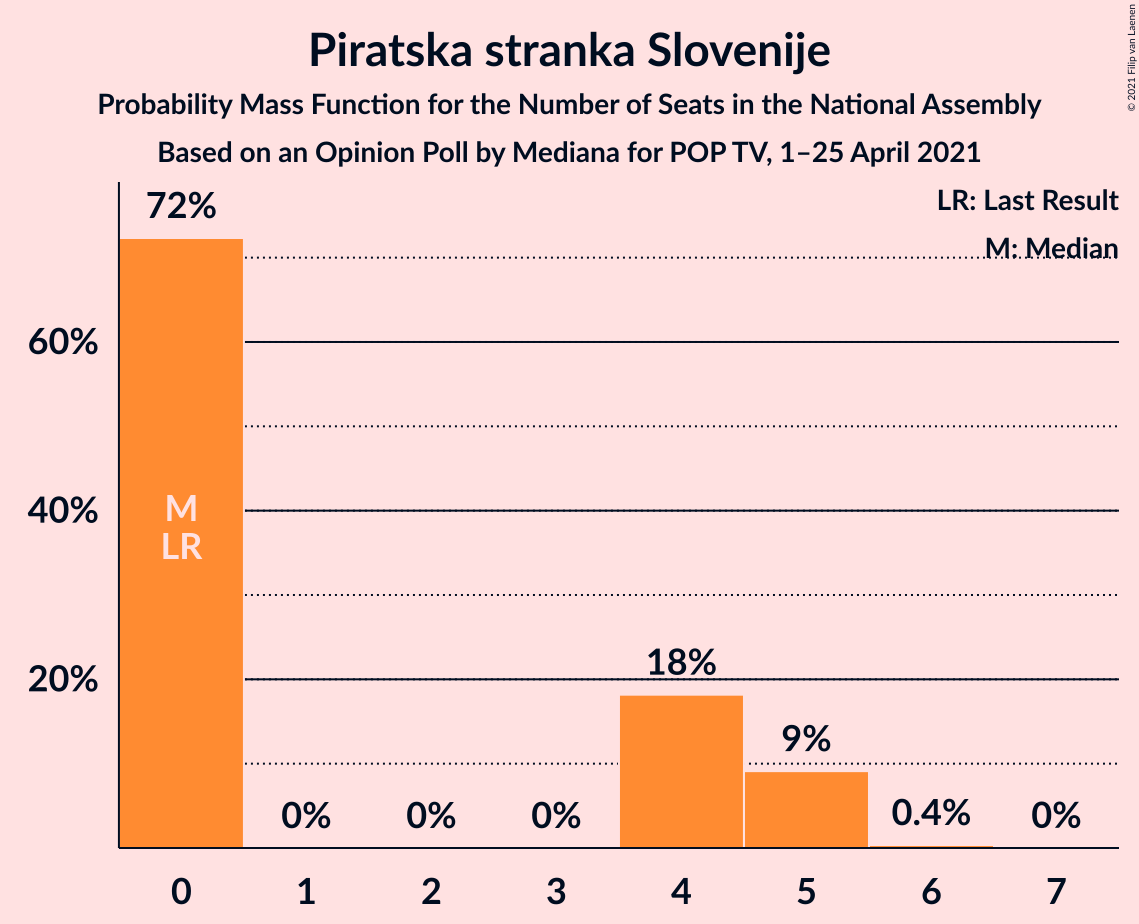 Piratska stranka Slovenije
Probability Mass Function for the Number of Seats in the National Assembly
Based on an Opinion Poll by Mediana for POP TV, 1–25 April 2021
© 2021 Filip van Laenen
LR: Last Result
M: Median
72%
60%
40%
20%
M
LR
0%
0%
0%
18%
9%
0.4%
0%
0
1
2
3
4
5
6
7